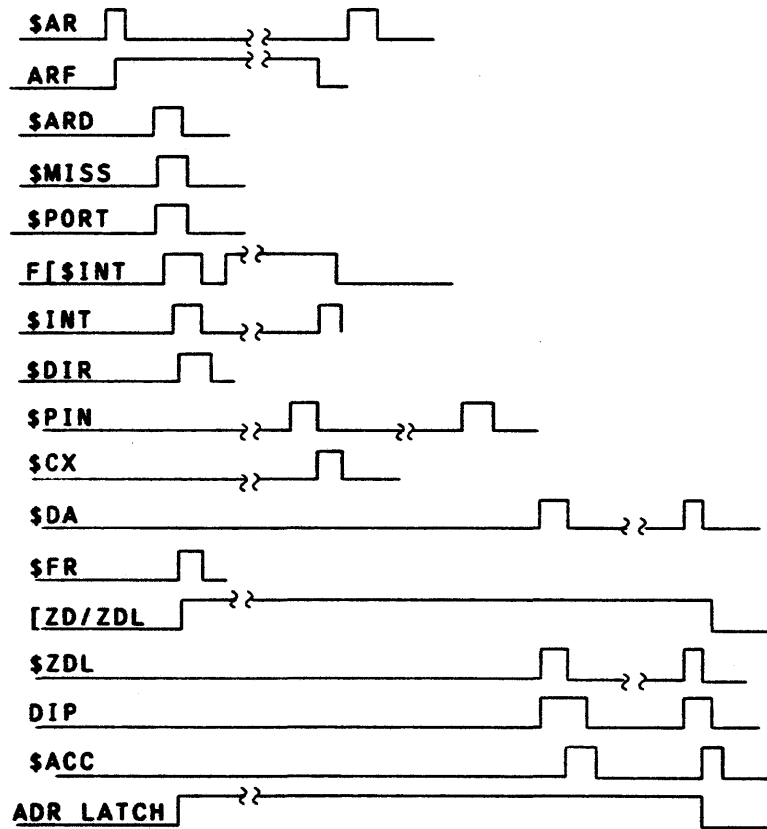 $AR
ARF
$ARD
$MISS
$PORT
F[$INT
$INT
$DIR
$PIN
$CX
$DA
$FR
[ZD/ZDL
$ZDL
DIP
$ACC
ADR LATCH